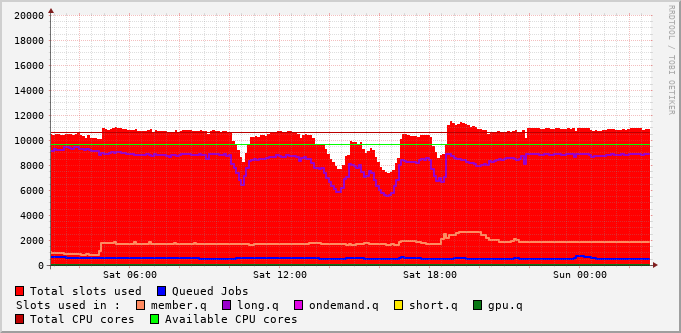 20000
18000
16000
14000
12000
10000
8000
6000
4000
2000
0
Sat 06:00 Sat 12:00 Sat 18:00 Sun 00:00
Total slots used Queued Jobs
Slots used in : member.q long.q ondemand.q short.q gpu.q
Total CPU cores Available CPU cores
RRDTOOL / TOBI OETIKER